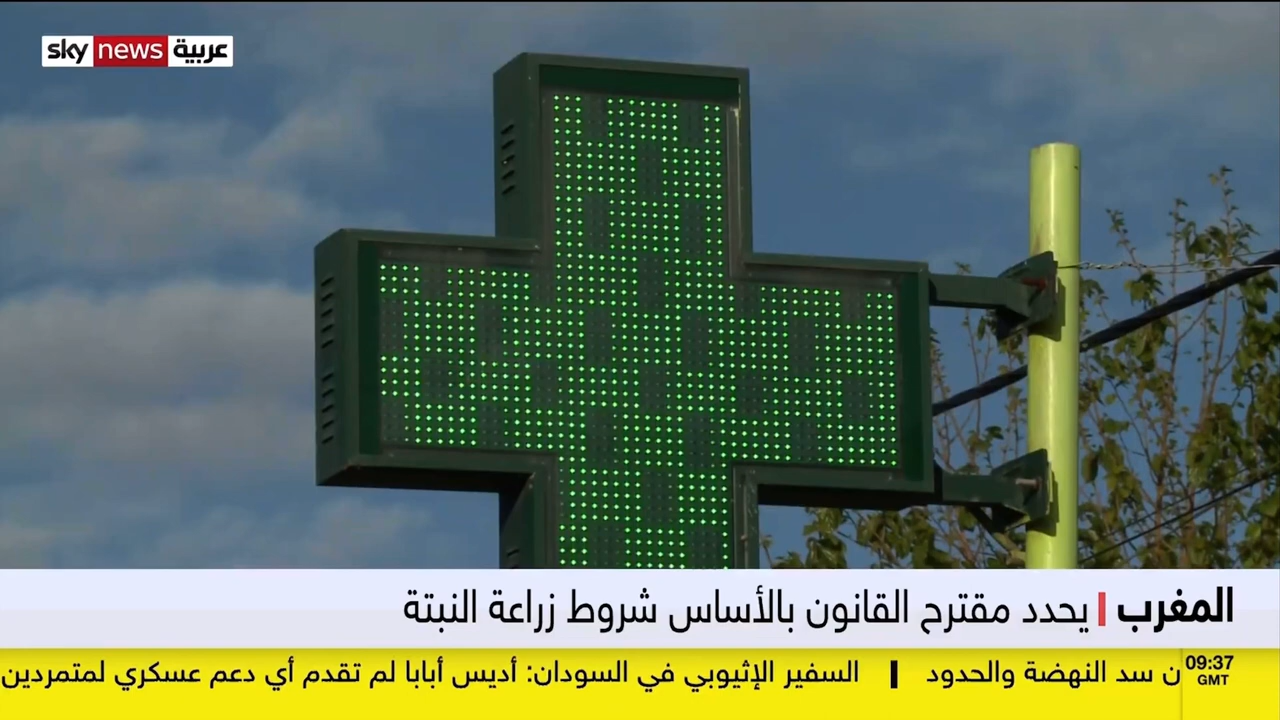 sky news عربية
المغرب | يحدد مقترح القانون بالأساس شروط زراعة النبتة
09:37
GMT
ن سد النهضة والحدود | السفير الإثيوبي في السودان: أديس أبابا لم تقدم أي دعم عسكري لمتمردين